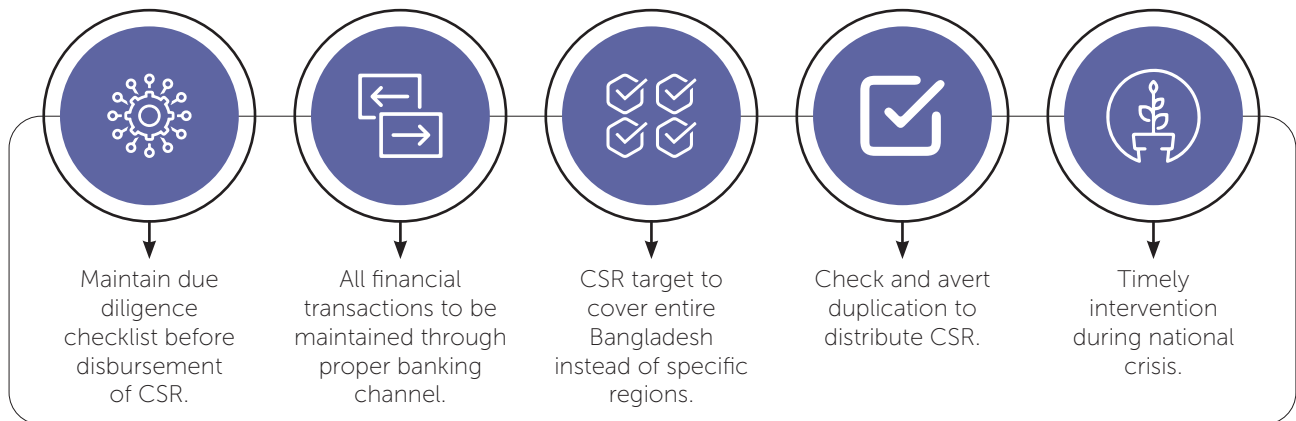 Maintain due
diligence
checklist before
disbursement
of CSR.
All financial
transactions to be
maintained through
proper banking
channel.
CSR target to
cover entire
Bangladesh
instead of specific
regions.
Check and avert
duplication to
distribute CSR.
Timely
intervention
during national
crisis.